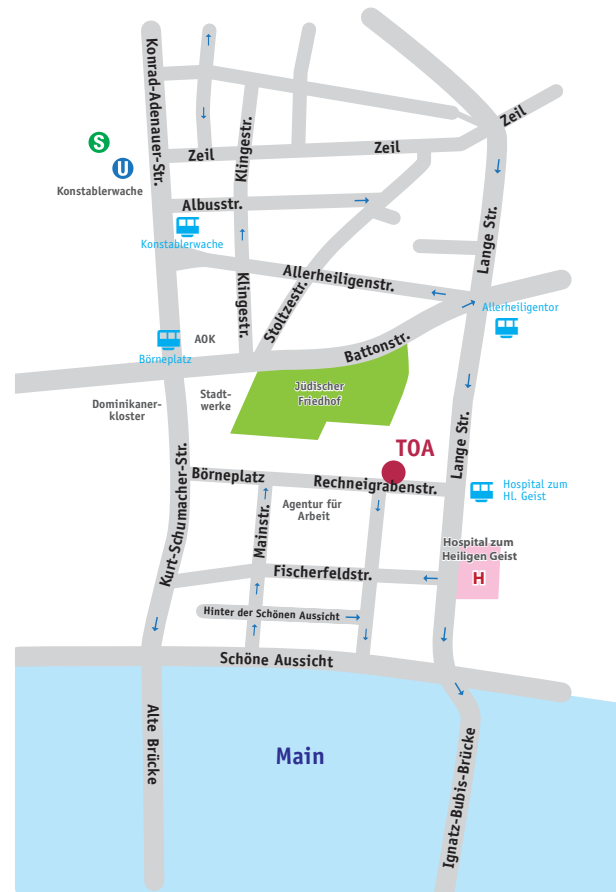 Konrad-Adenauer-Str.
Zeil
S
U
Konstablerwache
Zeil
Zeil
Klingestr.
Albusstr.
Konstablerwache
Lange Str.
Allerheiligenstr.
Klingestr.
Stoltzestr.
Allerheiligentor
Börneplatz
AOK
Battonstr.
Dominikaner-
kloster
Stadt-
werke
Jüdischer
Friedhof
TOA
Lange Str.
Börneplatz
Rechneigrabenstr.
Hospital zum
Hl. Geist
Kurt-Schumacher-Str.
Mainstr.
Agentur für
Arbeit
Hospital zum
Heiligen Geist
H
Fischerfeldstr.
Hinter der Schönen Aussicht
Schöne Aussicht
Alte Brücke
Main
Ignatz-Bubis-Brücke